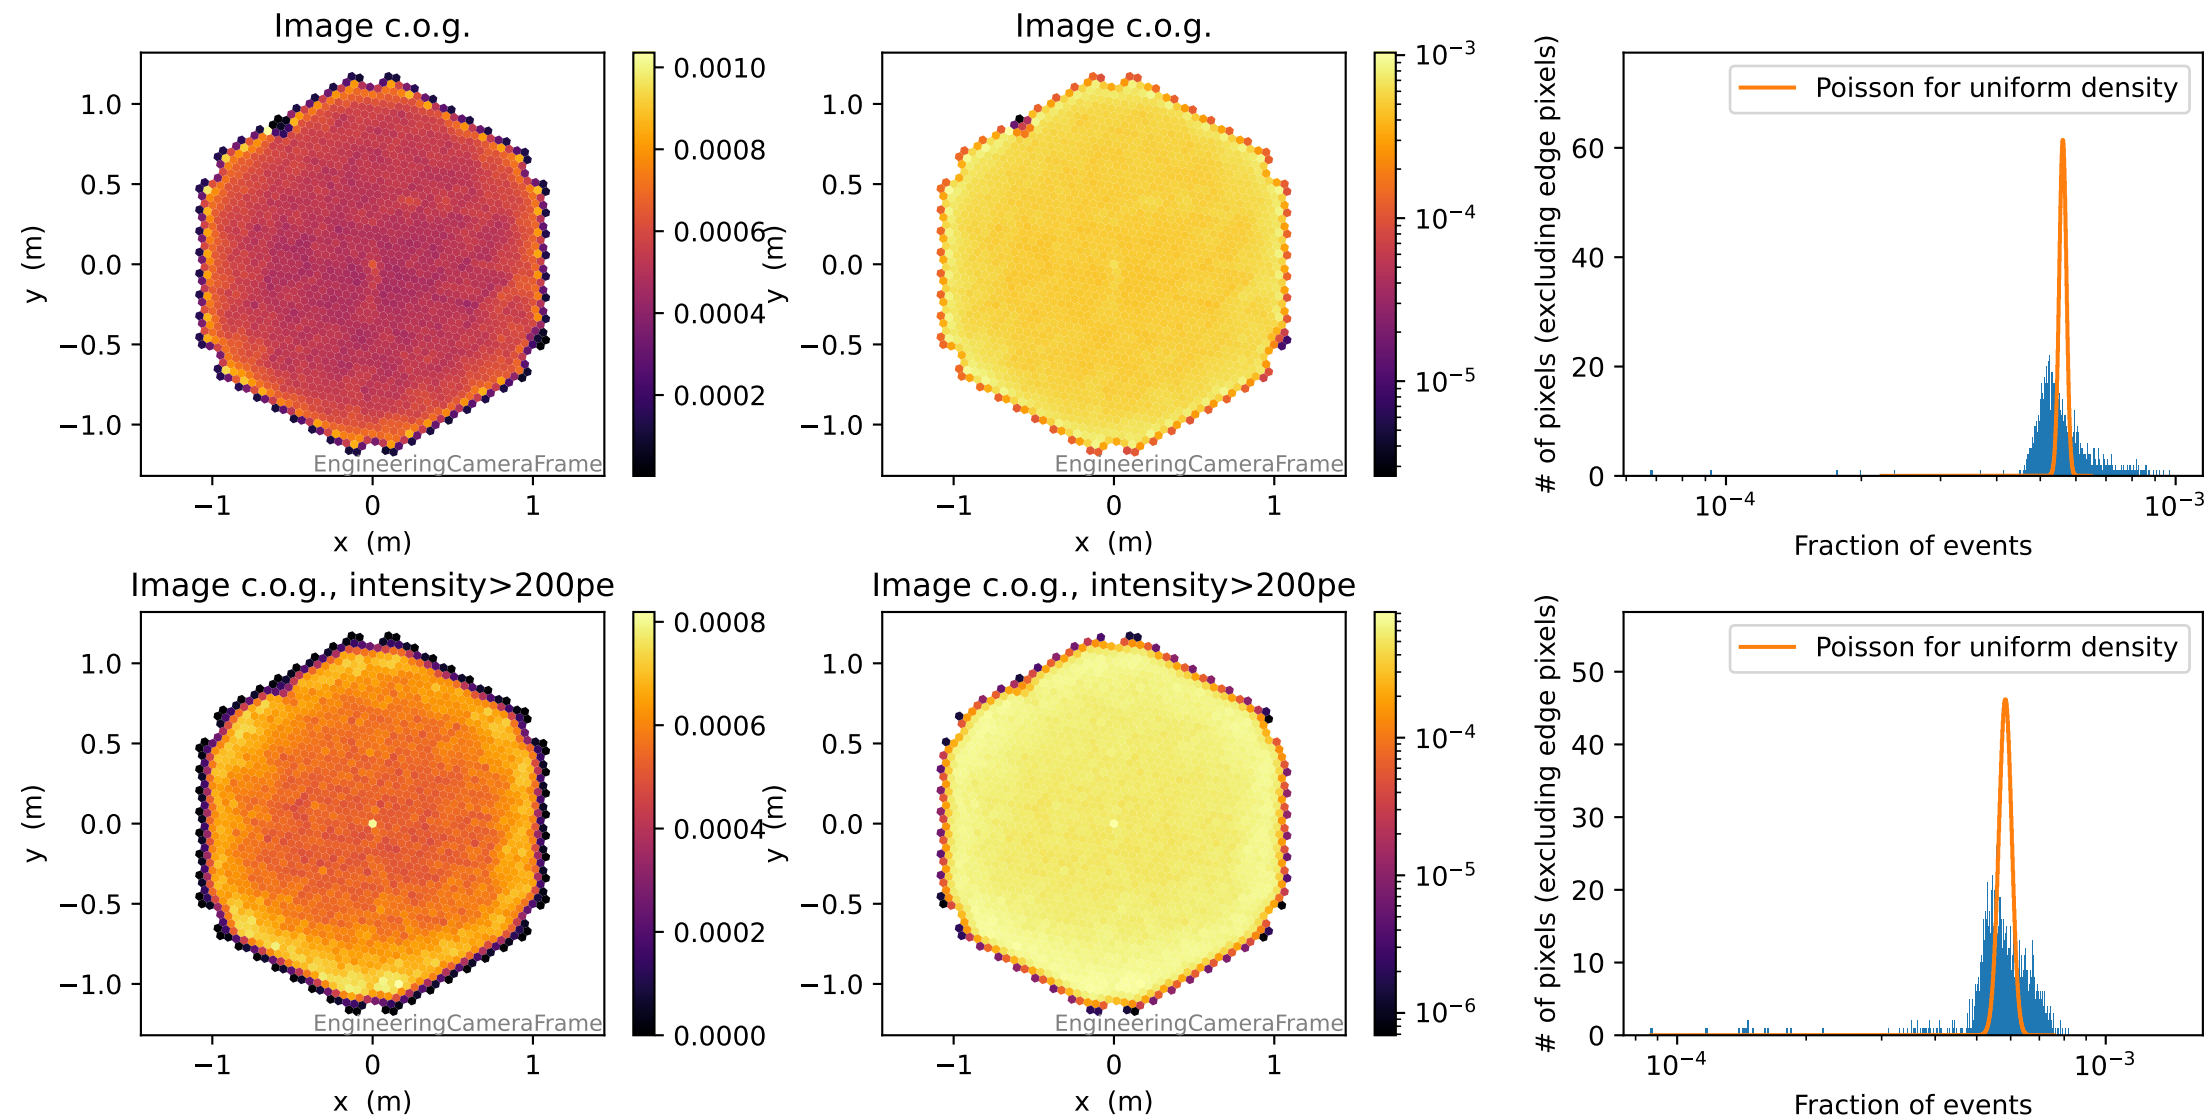 Image c.o.g.
1.0
0.5
0.0
−0.5
−1.0
y (m)
−1
0
1
x (m)
EngineeringCameraFrame
0.0010
0.0008
0.0006
0.0004
0.0002
Image c.o.g.
1.0
0.5
0.0
−0.5
−1.0
y (m)
−1
0
1
x (m)
EngineeringCameraFrame
10⁻³
10⁻⁴
10⁻⁵
Poisson for uniform density
# of pixels (excluding edge pixels)
60
40
20
0
10⁻⁴
10⁻³
Fraction of events
Image c.o.g., intensity>200pe
1.0
0.5
0.0
−0.5
−1.0
y (m)
−1
0
1
x (m)
EngineeringCameraFrame
0.0008
0.0006
0.0004
0.0002
0.0000
Image c.o.g., intensity>200pe
1.0
0.5
0.0
−0.5
−1.0
y (m)
−1
0
1
x (m)
EngineeringCameraFrame
10⁻⁴
10⁻⁵
10⁻⁶
Poisson for uniform density
# of pixels (excluding edge pixels)
50
40
30
20
10
0
10⁻⁴
10⁻³
Fraction of events